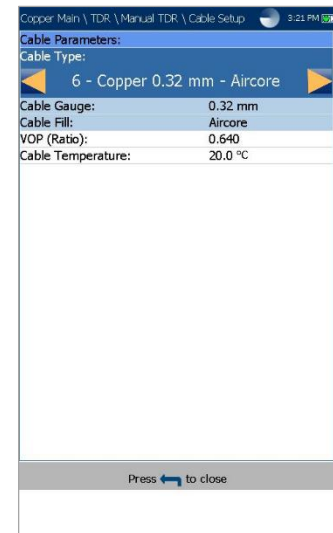 Copper Main \ TDR \ Manual TDR \ Cable Setup 3:21 PM
Cable Parameters:
Cable Type:
6 - Copper 0.32 mm - Aircore
Cable Gauge: 0.32 mm
Cable Fill: Aircore
VOP (Ratio): 0.640
Cable Temperature: 20.0 °C
Press to close